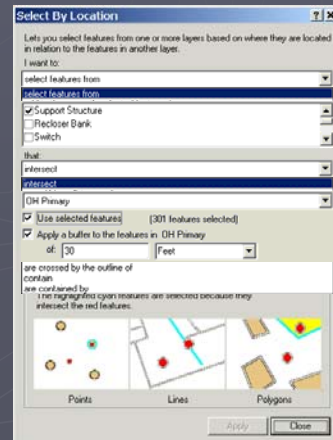 Select By Location
Lets you select features from one or more layers based on where they are located
in relation to the features in another layer.
I want to:
select features from
select features from
Support Structure
Recloser Bank
Switch
that:
intersect
intersect
OH Primary
Use selected features (301 features selected)
Apply a buffer to the features in OH Primary
of: 30 Feet
are crossed by the outline of
contain
are contained by
The highlighted cyan features are selected because they
intersect the red features.
Points Lines Polygons
Apply Close